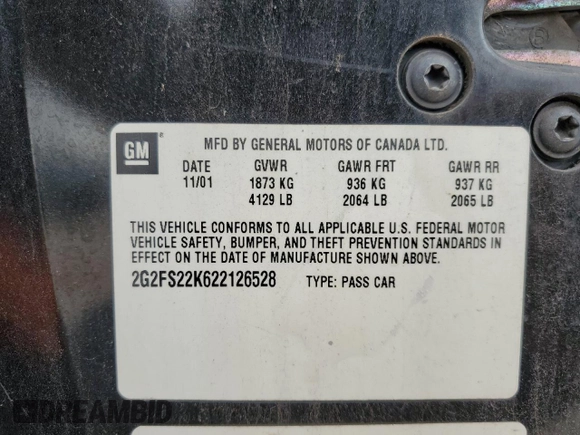 GM
MFD BY GENERAL MOTORS OF CANADA LTD.
DATE GVWR GAWR FRT GAWR RR
11/01 1873 KG 936 KG 937 KG
4129 LB 2064 LB 2065 LB
THIS VEHICLE CONFORMS TO ALL APPLICABLE U.S. FEDERAL MOTOR
VEHICLE SAFETY, BUMPER, AND THEFT PREVENTION STANDARDS IN
EFFECT ON THE DATE OF MANUFACTURE SHOWN ABOVE.
2G2FS22K622126528 TYPE: PASS CAR
DREAMBID